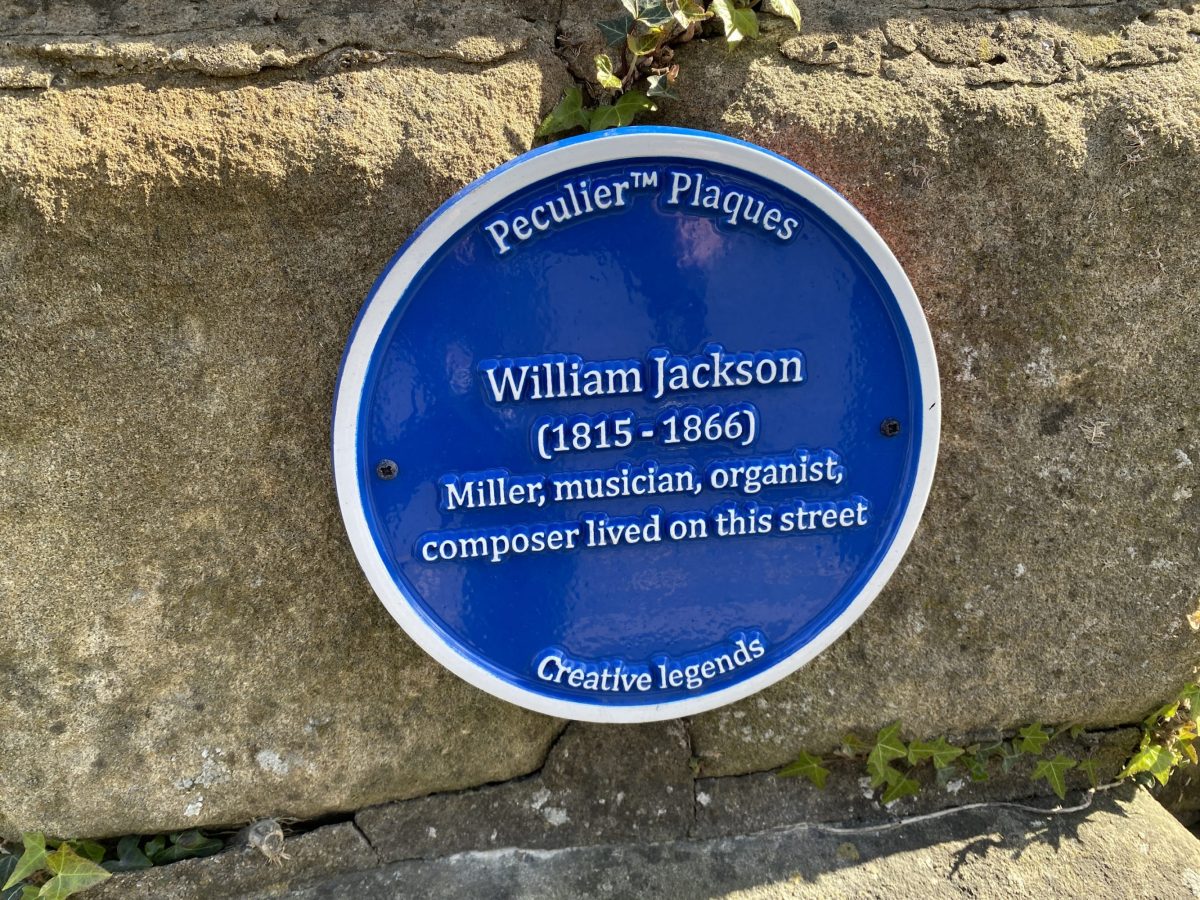 Peculier™ Plaques
William Jackson
(1815 - 1866)
Miller, musician, organist,
composer lived on this street
Creative legends